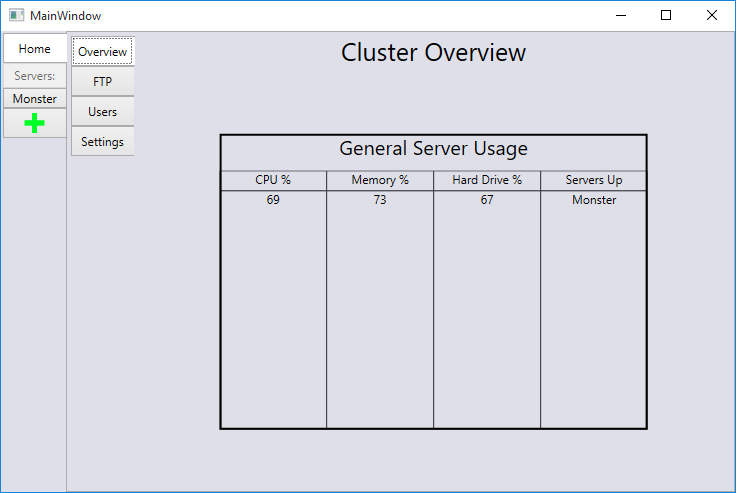 MainWindow
Home
Servers:
Monster
Overview
FTP
Users
Settings
Cluster Overview
General Server Usage
CPU % Memory % Hard Drive % Servers Up
69 73 67 Monster